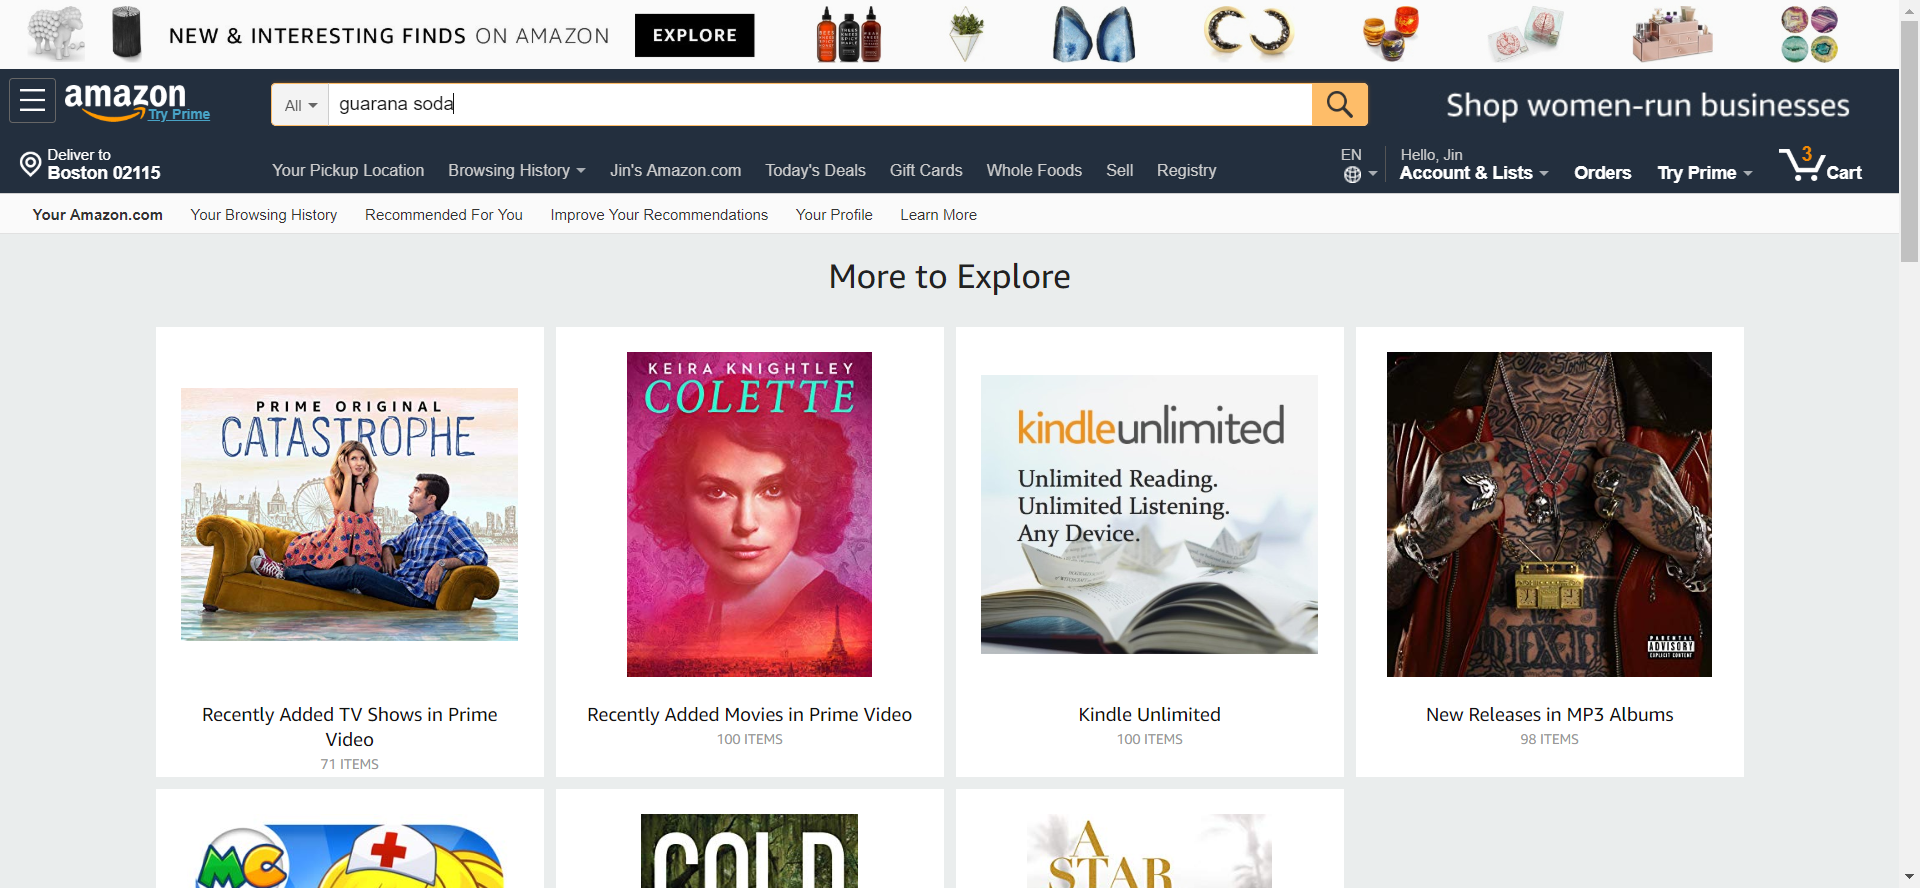 NEW & INTERESTING FINDS ON AMAZON
EXPLORE
amazon
Try Prime
All
guarana soda
Shop women-run businesses
Deliver to
Boston 02115
Your Pickup Location
Browsing History
Jin's Amazon.com
Today's Deals
Gift Cards
Whole Foods
Sell
Registry
EN
Hello, Jin
Account & Lists
Orders
Try Prime
3
Cart
Your Amazon.com
Your Browsing History
Recommended For You
Improve Your Recommendations
Your Profile
Learn More
More to Explore
PRIME ORIGINAL
CATASTROPHE
Recently Added TV Shows in Prime
Video
71 ITEMS
KEIRA KNIGHTLEY
COLETTE
Recently Added Movies in Prime Video
100 ITEMS
kindleunlimited
Unlimited Reading.
Unlimited Listening.
Any Device.
Kindle Unlimited
100 ITEMS
PARENTAL
ADVISORY
EXPLICIT CONTENT
New Releases in MP3 Albums
98 ITEMS
MC
COLD
A
STAR